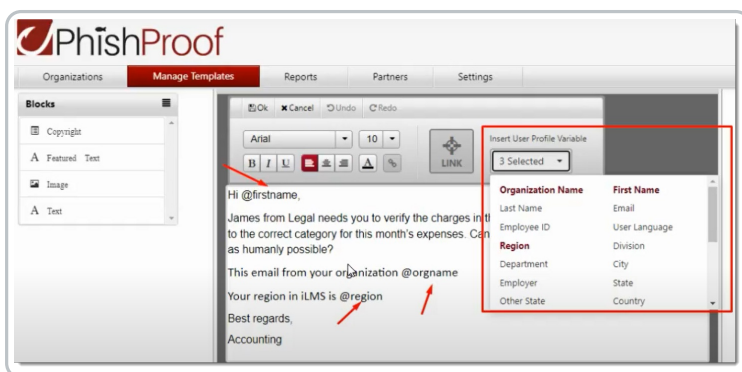 PhishProof
Organizations Manage Templates Reports Partners Settings
Blocks
Copyright
A Featured Text
Image
A Text
Ok Cancel Undo Redo
Arial 10
B I U A
LINK
Insert User Profile Variable
3 Selected
Organization Name First Name
Last Name Email
Employee ID User Language
Region Division
Department City
Employer State
Other State Country
Hi @firstname,
James from Legal needs you to verify the charges in th
to the correct category for this month's expenses. Can
as humanly possible?
This email from your organization @orgname
Your region in iLMS is @region
Best regards,
Accounting